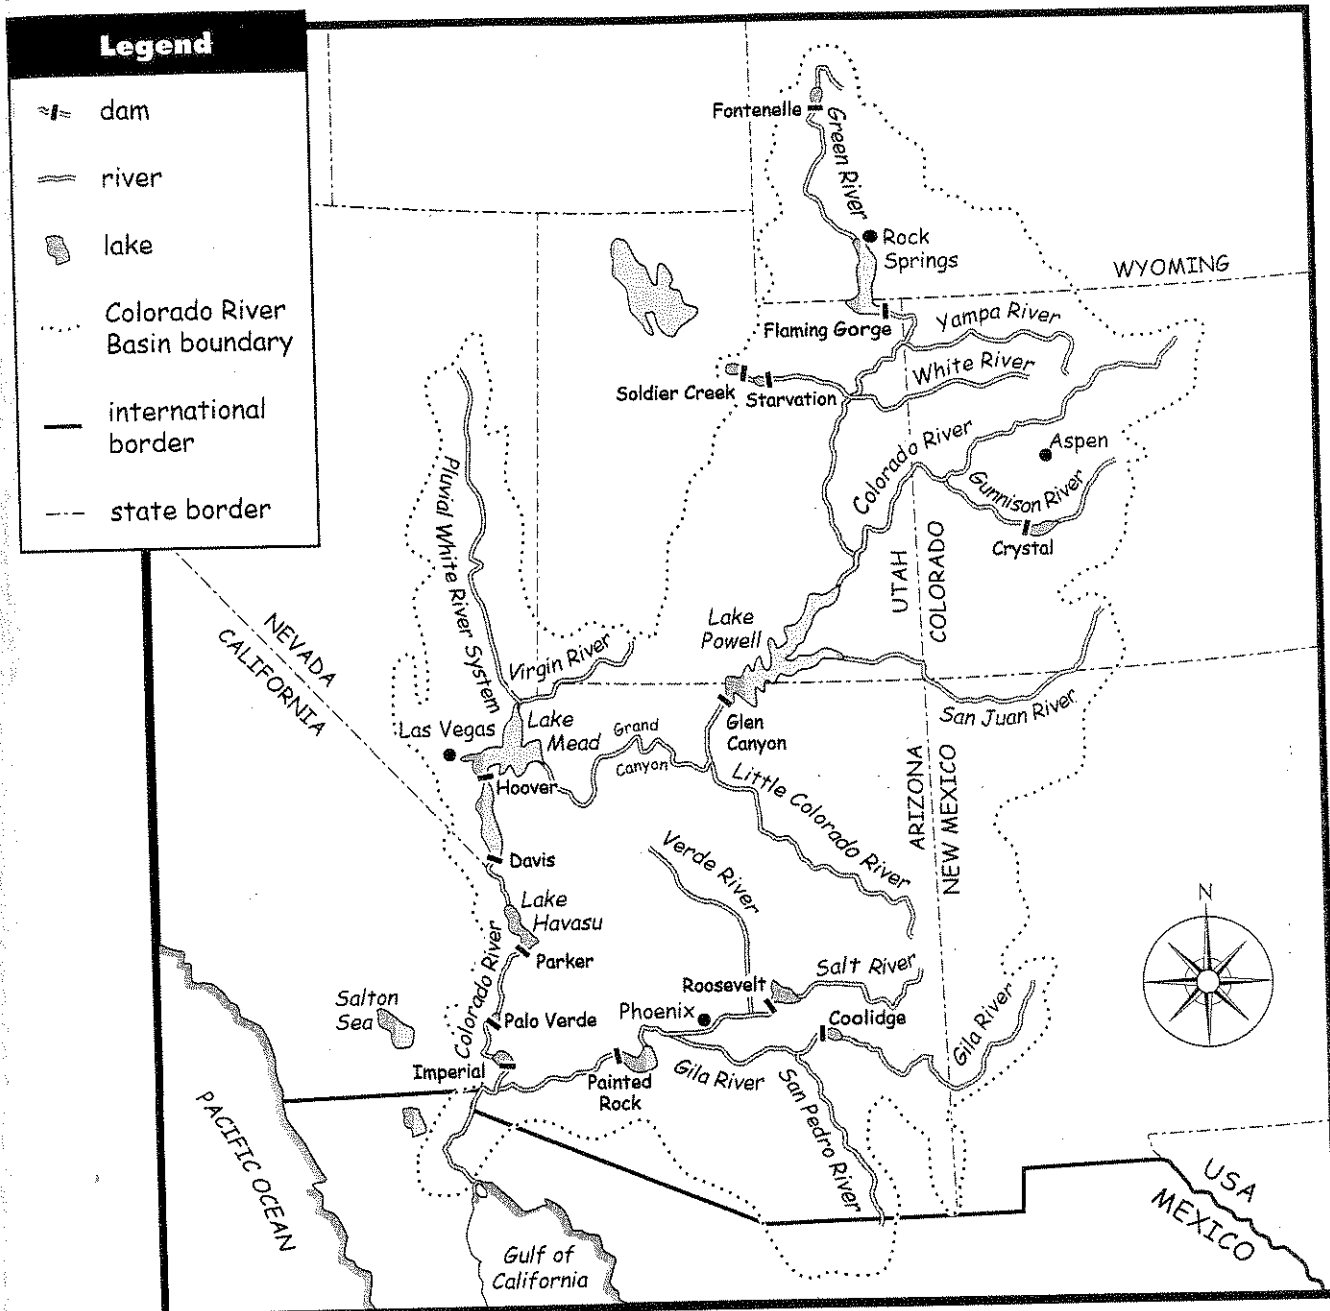 Legend
dam
river
lake
Colorado River
Basin boundary
international
border
state border
Fontenelle
Green River
Rock
Springs
WYOMING
Flaming Gorge
Yampa River
White River
Soldier Creek
Starvation
Colorado River
Aspen
Gunnison River
Crystal
UTAH
COLORADO
Pluvial White River System
NEVADA
CALIFORNIA
Virgin River
Lake
Powell
San Juan River
Las Vegas
Lake
Mead
Grand
Canyon
Glen
Canyon
Hoover
Little Colorado River
ARIZONA
NEW MEXICO
Davis
Verde River
Lake
Havasu
Colorado River
Parker
N
Salt River
Roosevelt
Salton
Sea
Palo Verde
Phoenix
Coolidge
Gila River
Imperial
Painted
Rock
Gila River
San Pedro River
PACIFIC OCEAN
USA
MEXICO
Gulf of
California